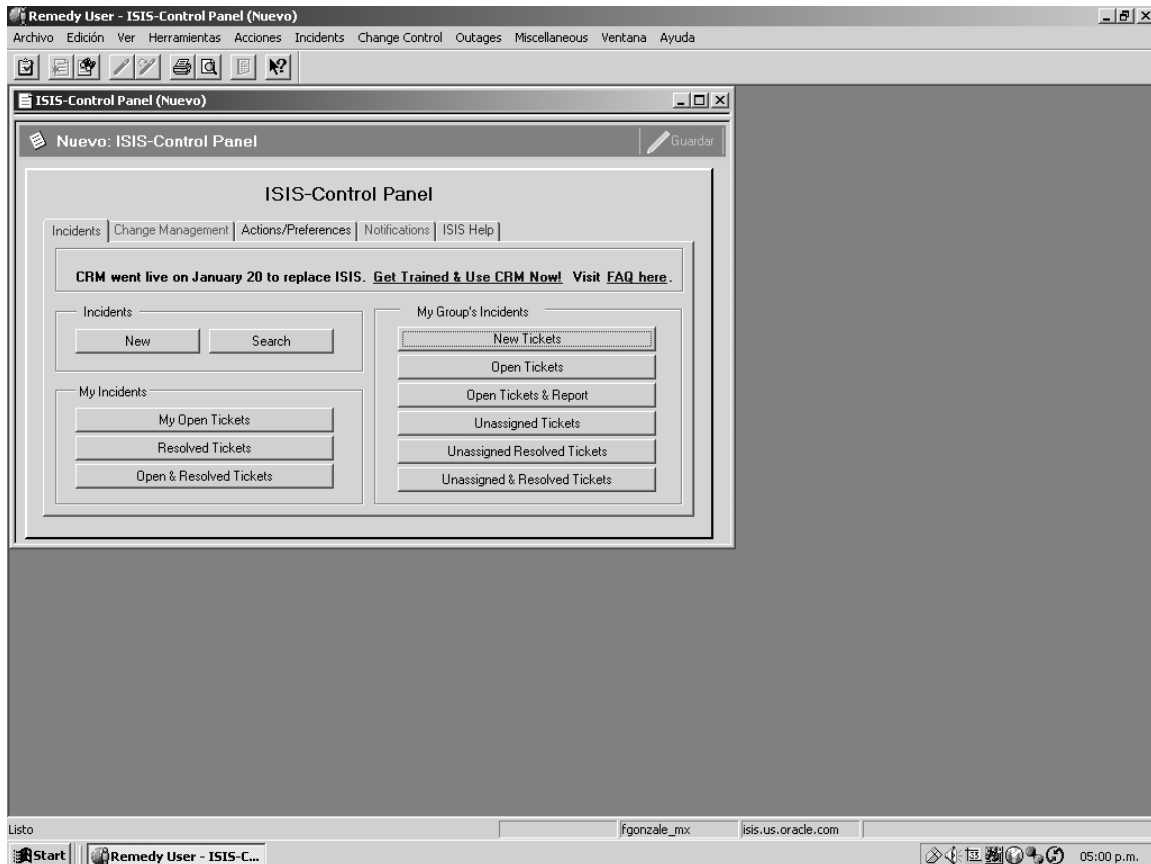 Remedy User - ISIS-Control Panel (Nuevo)
Archivo Edición Ver Herramientas Acciones Incidents Change Control Outages Miscellaneous Ventana Ayuda
ISIS-Control Panel (Nuevo)
Nuevo: ISIS-Control Panel
Guardar
ISIS-Control Panel
Incidents Change Management Actions/Preferences Notifications ISIS Help
CRM went live on January 20 to replace ISIS. Get Trained & Use CRM Now! Visit FAQ here.
Incidents
New Search
My Incidents
My Open Tickets
Resolved Tickets
Open & Resolved Tickets
My Group's Incidents
New Tickets
Open Tickets
Open Tickets & Report
Unassigned Tickets
Unassigned Resolved Tickets
Unassigned & Resolved Tickets
Listo fgonzale_mx isis.us.oracle.com
Start Remedy User - ISIS-C... 05:00 p.m.